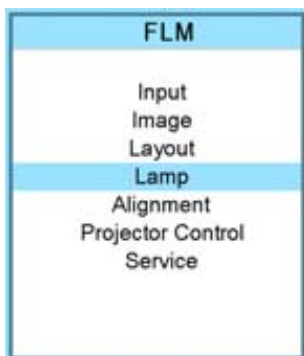 FLM
Input
Image
Layout
Lamp
Alignment
Projector Control
Service